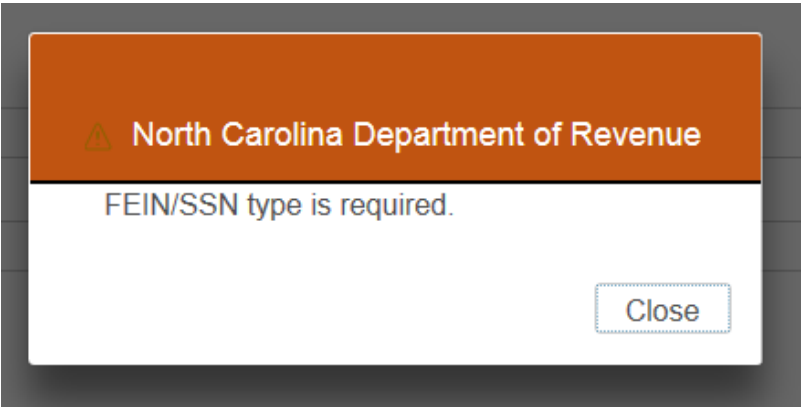 North Carolina Department of Revenue
FEIN/SSN type is required.
Close